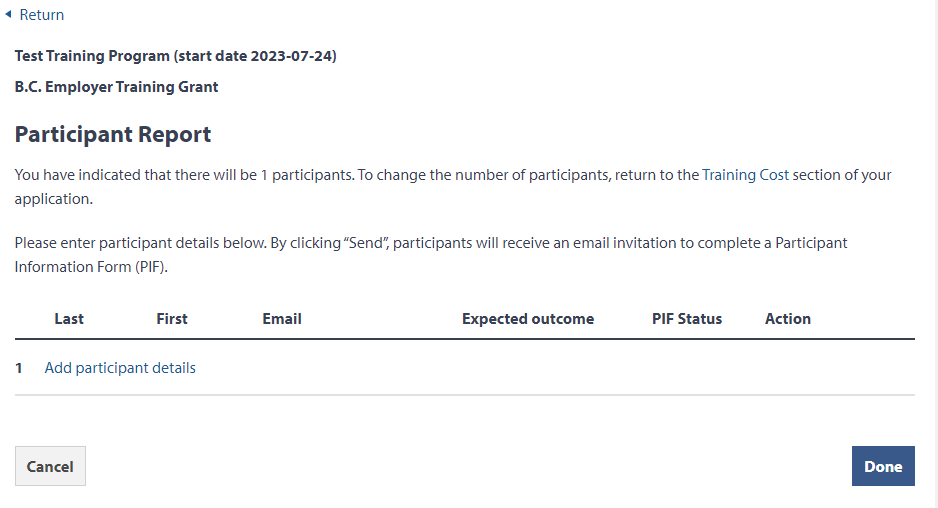 Return
Test Training Program (start date 2023-07-24)
B.C. Employer Training Grant
Participant Report
You have indicated that there will be 1 participants. To change the number of participants, return to the Training Cost section of your
application.
Please enter participant details below. By clicking “Send”, participants will receive an email invitation to complete a Participant
Information Form (PIF).
Last First Email Expected outcome PIF Status Action
1 Add participant details
Cancel Done